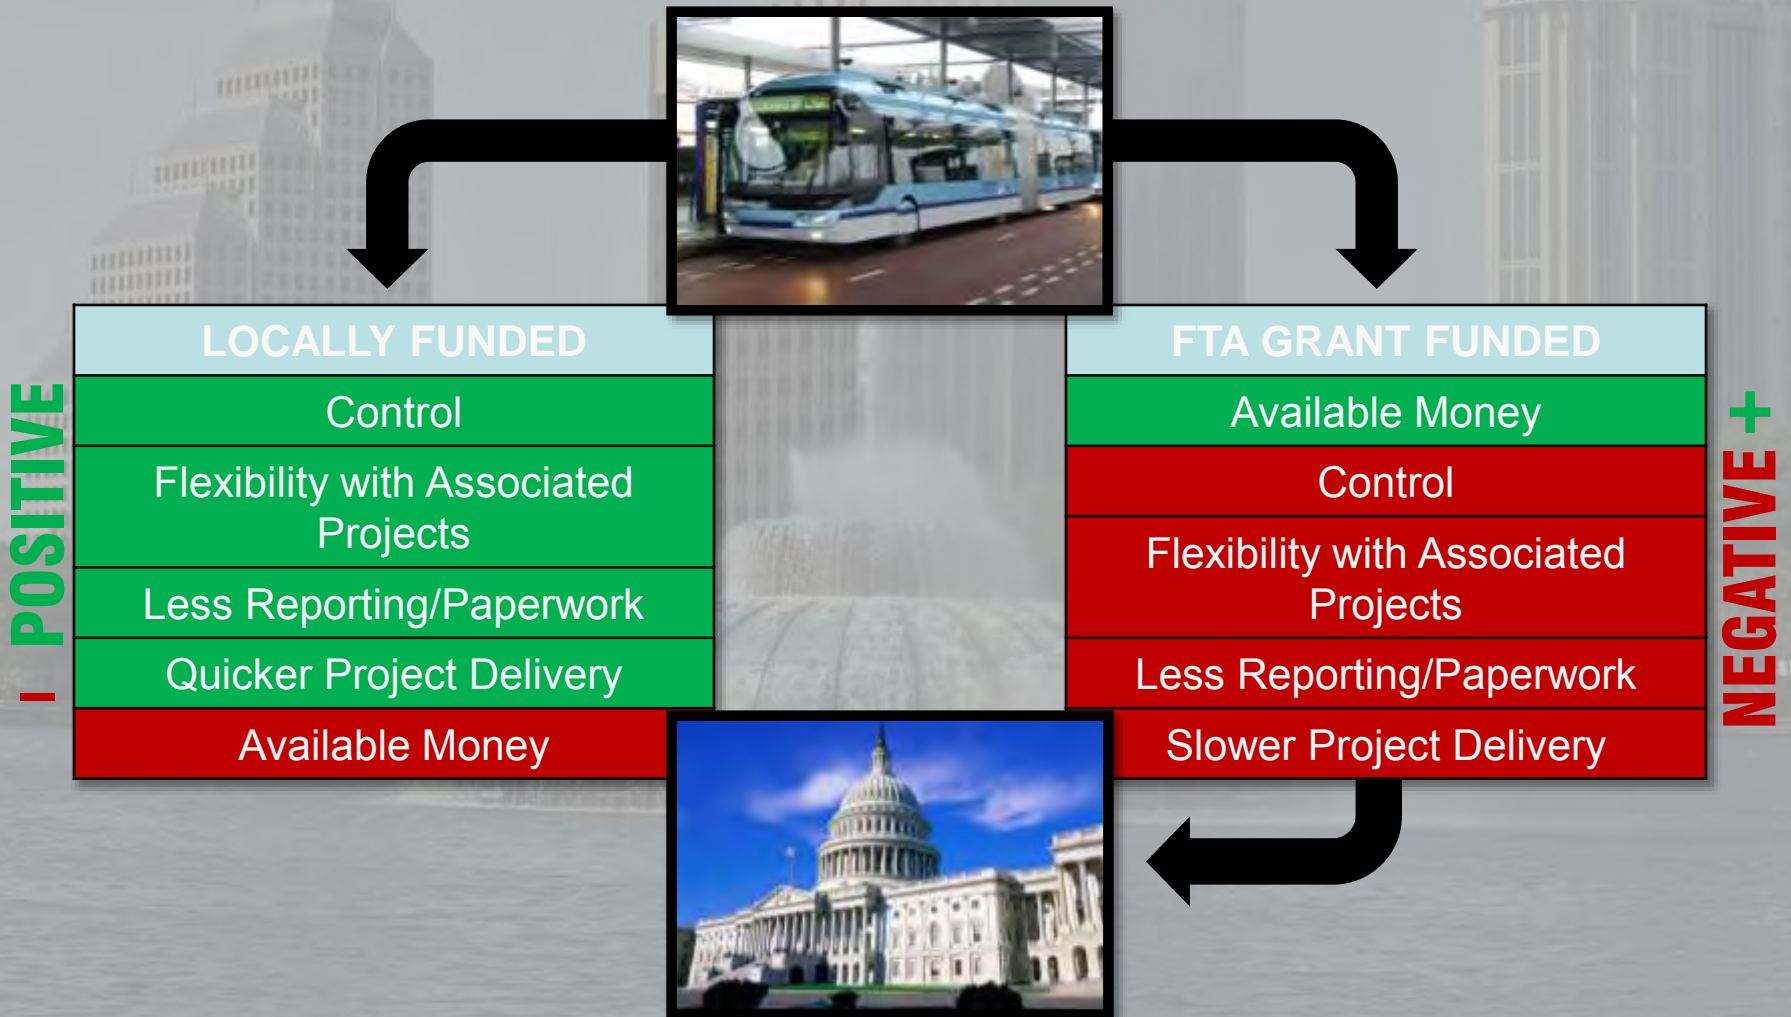 LOCALLY FUNDED
Control
Flexibility with Associated
Projects
Less Reporting/Paperwork
Quicker Project Delivery
Available Money
– POSITIVE
FTA GRANT FUNDED
Available Money
Control
Flexibility with Associated
Projects
Less Reporting/Paperwork
Slower Project Delivery
NEGATIVE +